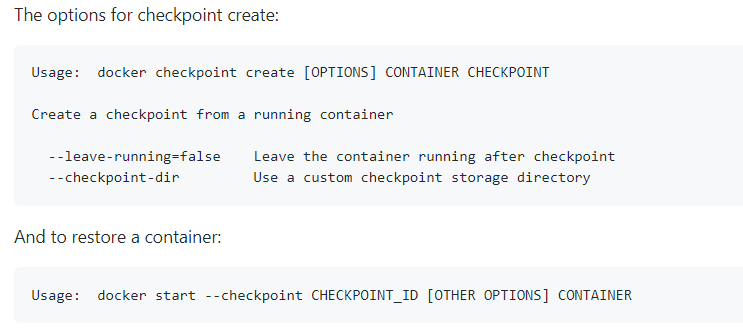 The options for checkpoint create:
Usage:  docker checkpoint create [OPTIONS] CONTAINER CHECKPOINT
Create a checkpoint from a running container
--leave-running=false    Leave the container running after checkpoint
--checkpoint-dir         Use a custom checkpoint storage directory
And to restore a container:
Usage:  docker start --checkpoint CHECKPOINT_ID [OTHER OPTIONS] CONTAINER